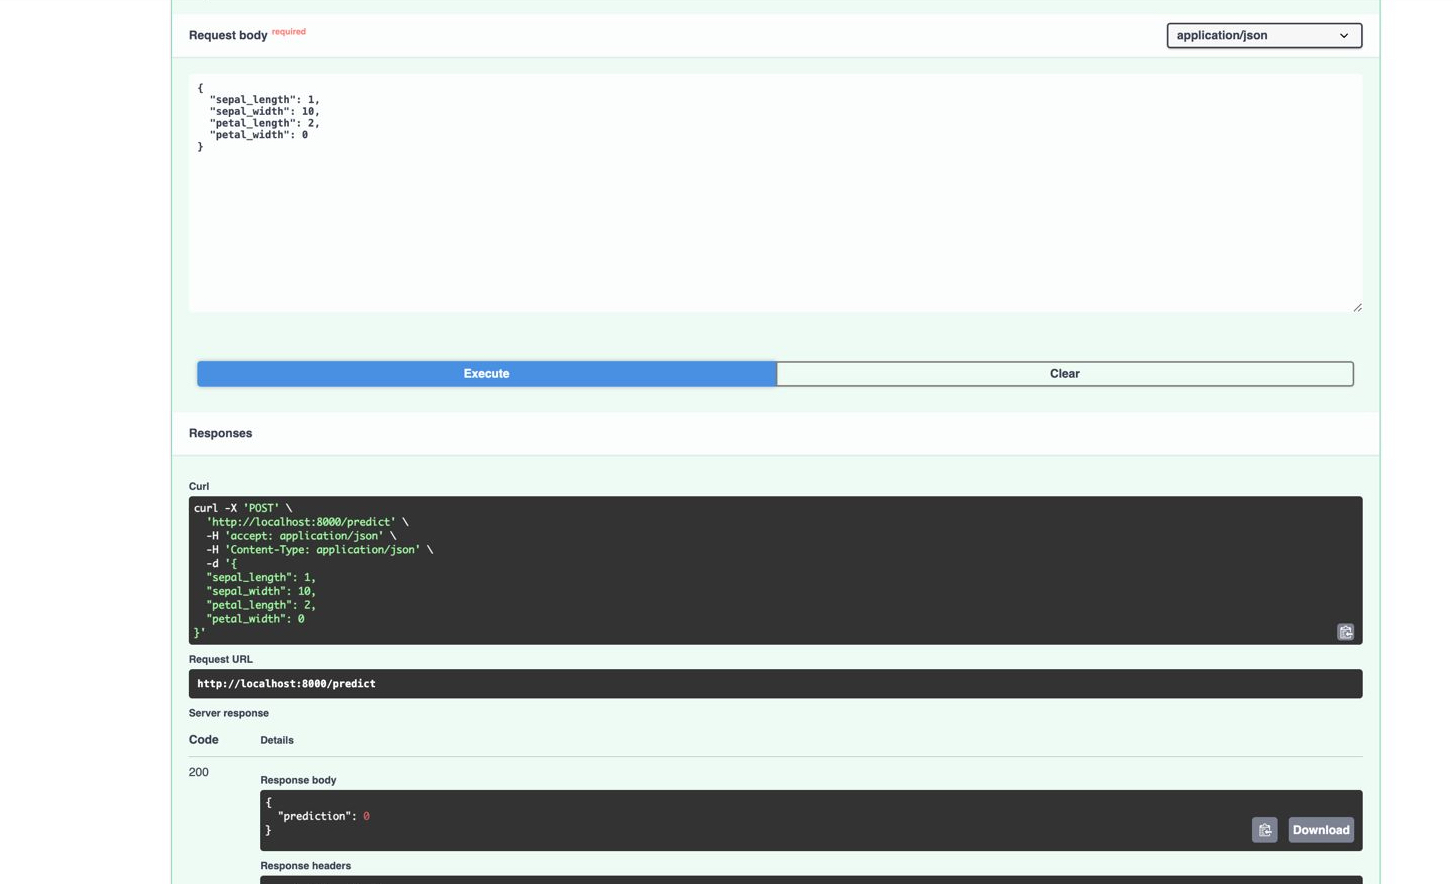 Request body required
application/json
{
"sepal_length": 1,
"sepal_width": 10,
"petal_length": 2,
"petal_width": 0
}
Execute
Clear
Responses
Curl
curl -X 'POST' \
'http://localhost:8000/predict' \
-H 'accept: application/json' \
-H 'Content-Type: application/json' \
-d '{
"sepal_length": 1,
"sepal_width": 10,
"petal_length": 2,
"petal_width": 0
}'
Request URL
http://localhost:8000/predict
Server response
Code Details
200
Response body
{
"prediction": 0
}
Download
Response headers